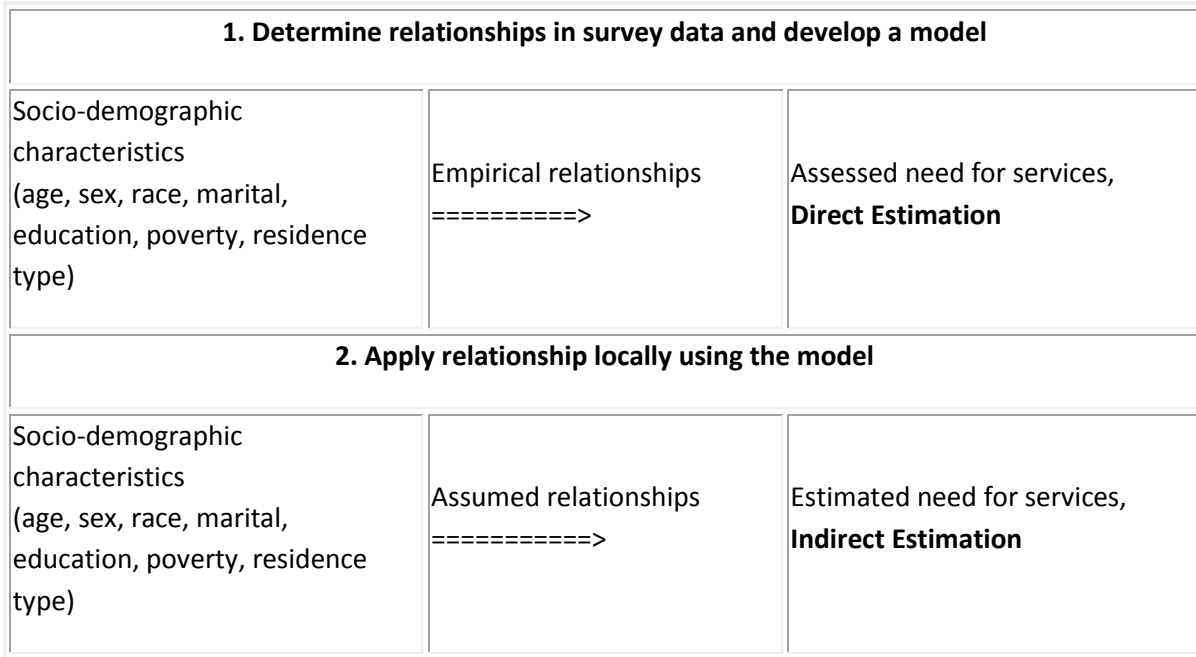 1. Determine relationships in survey data and develop a model
Socio-demographic
characteristics
(age, sex, race, marital,
education, poverty, residence
type)
Empirical relationships
==========>
Assessed need for services,
Direct Estimation
2. Apply relationship locally using the model
Socio-demographic
characteristics
(age, sex, race, marital,
education, poverty, residence
type)
Assumed relationships
===========>
Estimated need for services,
Indirect Estimation